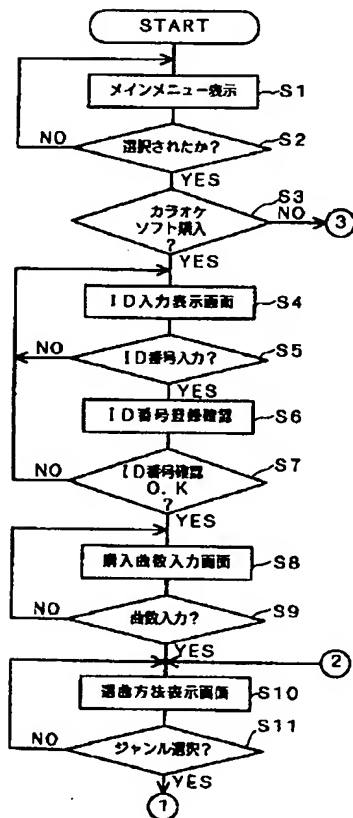 START
メインメニュー表示
S1
選択されたか?
S2
NO
YES
カラオケ
ソフト購入
?
S3
NO
3
YES
ID入力表示画面
S4
ID番号入力?
S5
NO
YES
ID番号登録確認
S6
ID番号確認
O.K
?
S7
YES
購入曲数入力画面
S8
曲数入力?
S9
NO
YES
2
選曲方法表示画面
S10
ジャンル選択?
S11
NO
YES
1